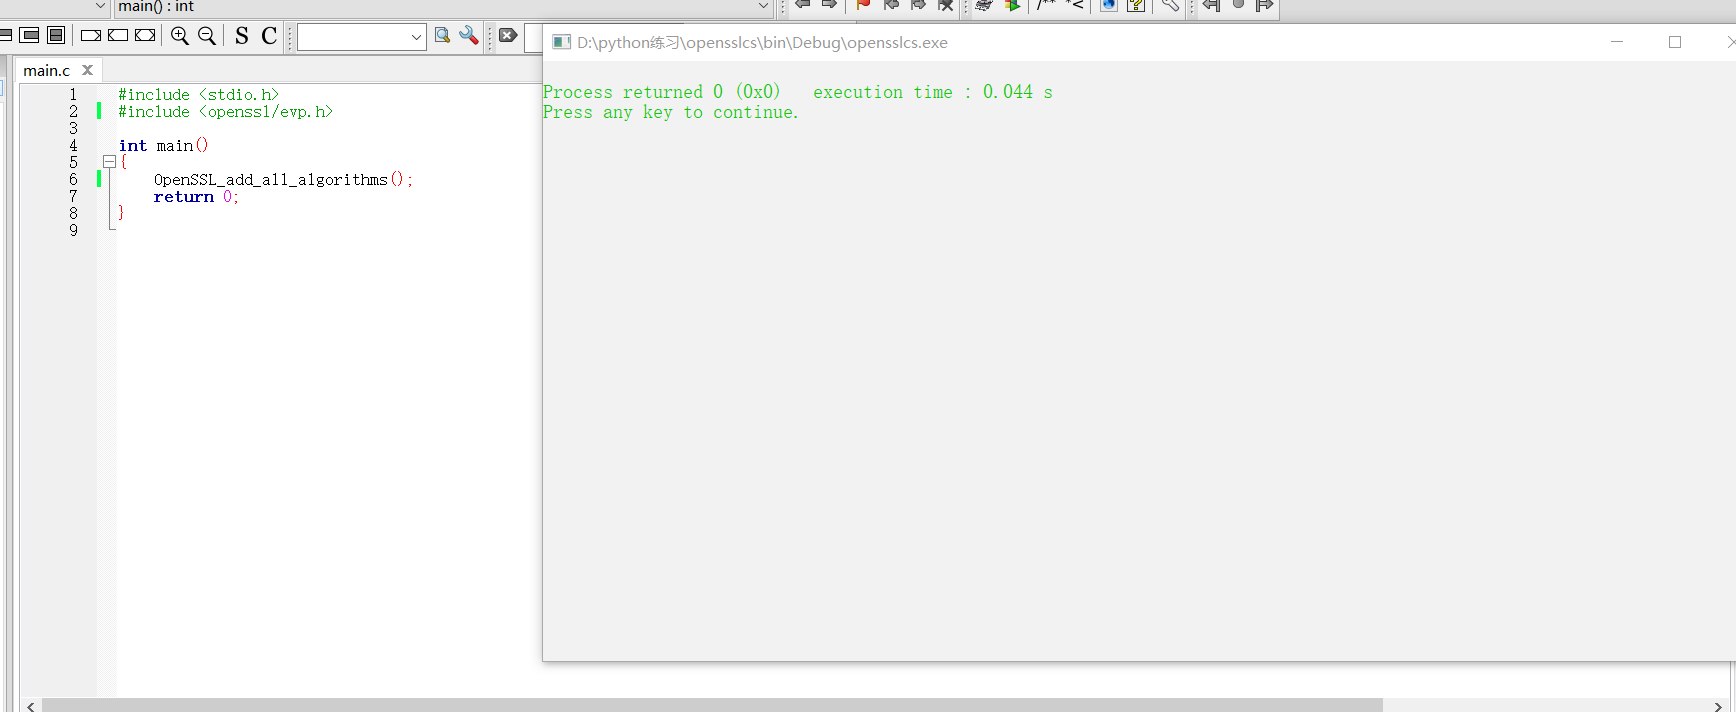 main() : int
S C
D:\python练习\opensslcs\bin\Debug\opensslcs.exe
main.c
1 #include <stdio.h>
2 #include <openssl/evp.h>
3
4 int main()
5 {
6 OpenSSL_add_all_algorithms();
7 return 0;
8 }
9
Process returned 0 (0x0) execution time : 0.044 s
Press any key to continue.